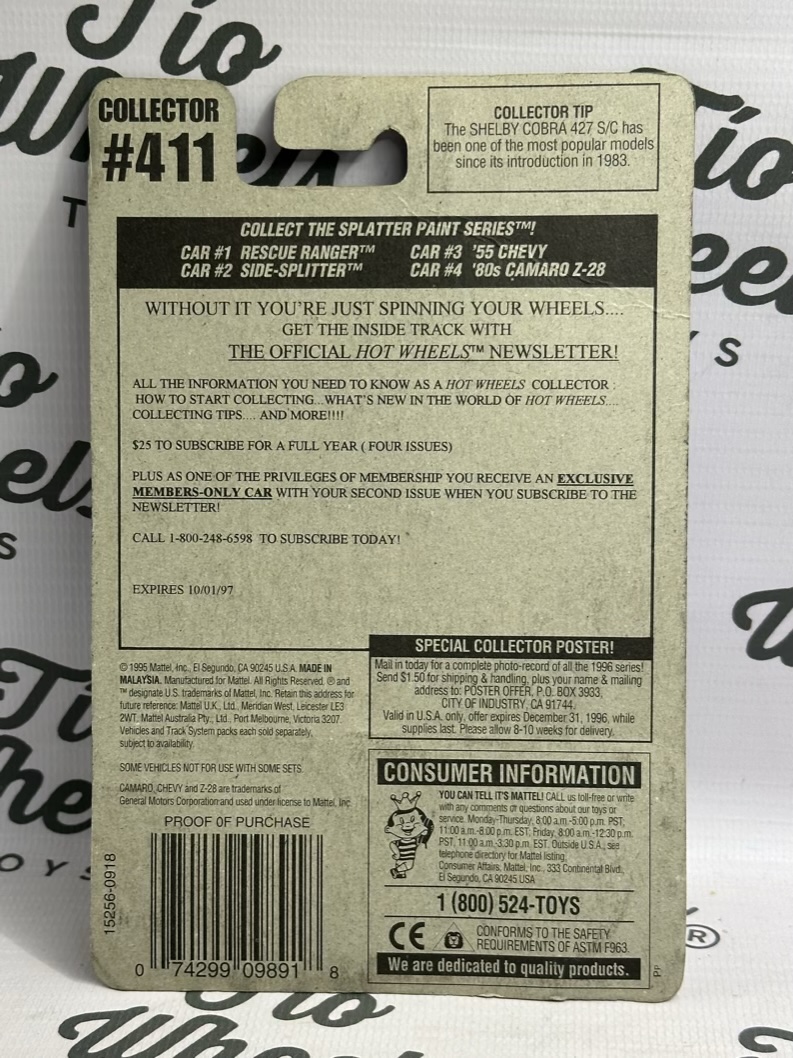 Tío
COLLECTOR
#411
COLLECTOR TIP
The SHELBY COBRA 427 S/C has
been one of the most popular models
since its introduction in 1983.
COLLECT THE SPLATTER PAINT SERIES™!
CAR #1 RESCUE RANGER™ CAR #3 '55 CHEVY
CAR #2 SIDE-SPLITTER™ CAR #4 '80s CAMARO Z-28
WITHOUT IT YOU'RE JUST SPINNING YOUR WHEELS....
GET THE INSIDE TRACK WITH
THE OFFICIAL HOT WHEELS™ NEWSLETTER!
ALL THE INFORMATION YOU NEED TO KNOW AS A HOT WHEELS COLLECTOR :
HOW TO START COLLECTING...WHAT'S NEW IN THE WORLD OF HOT WHEELS....
COLLECTING TIPS.... AND MORE!!!!
$25 TO SUBSCRIBE FOR A FULL YEAR ( FOUR ISSUES)
PLUS AS ONE OF THE PRIVILEGES OF MEMBERSHIP YOU RECEIVE AN EXCLUSIVE
MEMBERS-ONLY CAR WITH YOUR SECOND ISSUE WHEN YOU SUBSCRIBE TO THE
NEWSLETTER!
CALL 1-800-248-6598 TO SUBSCRIBE TODAY!
EXPIRES 10/01/97
© 1995 Mattel, Inc., El Segundo, CA 90245 U.S.A. MADE IN
MALAYSIA. Manufactured for Mattel. All Rights Reserved. ® and
™ designate U.S. trademarks of Mattel, Inc. Retain this address for
future reference: Mattel U.K., Ltd., Meridian West, Leicester LE3
2WT. Mattel Australia Pty., Ltd., Port Melbourne, Victoria 3207.
Vehicles and Track System packs each sold separately,
subject to availability.
SOME VEHICLES NOT FOR USE WITH SOME SETS.
CAMARO, CHEVY and Z-28 are trademarks of
General Motors Corporation and used under license to Mattel, Inc.
PROOF OF PURCHASE
15256-0918
0 74299 09891 8
SPECIAL COLLECTOR POSTER!
Mail in today for a complete photo-record of all the 1996 series!
Send $1.50 for shipping & handling, plus your name & mailing
address to: POSTER OFFER, P.O. BOX 3933,
CITY OF INDUSTRY, CA 91744.
Valid in U.S.A. only, offer expires December 31, 1996, while
supplies last. Please allow 8-10 weeks for delivery.
CONSUMER INFORMATION
YOU CAN TELL IT'S MATTEL! CALL us toll-free or write
with any comments or questions about our toys or
service. Monday-Thursday, 8:00 a.m.-5:00 p.m. PST,
11:00 a.m.-8:00 p.m. EST: Friday, 8:00 a.m.-12:30 p.m.
PST, 11:00 a.m.-3:30 p.m. EST. Outside U.S.A., see
telephone directory for Mattel listing.
Consumer Affairs, Mattel, Inc., 333 Continental Blvd.,
El Segundo, CA 90245 USA
1 (800) 524-TOYS
CE
CONFORMS TO THE SAFETY
REQUIREMENTS OF ASTM F963.
We are dedicated to quality products.